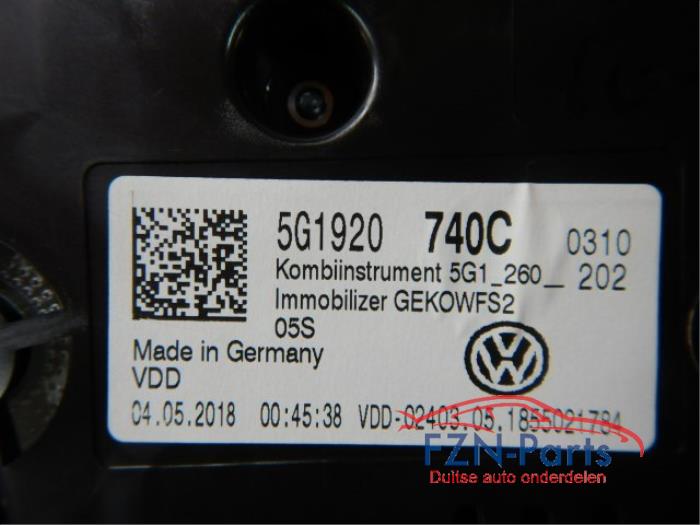 5G1920 740C 0310
Kombiinstrument 5G1_260__ 202
Immobilizer GEKOWFS2
05S
Made in Germany
VDD
04.05.2018 00:45:38 VDD-02403.05.1855021784
FZN-Parts
Duitse auto onderdelen